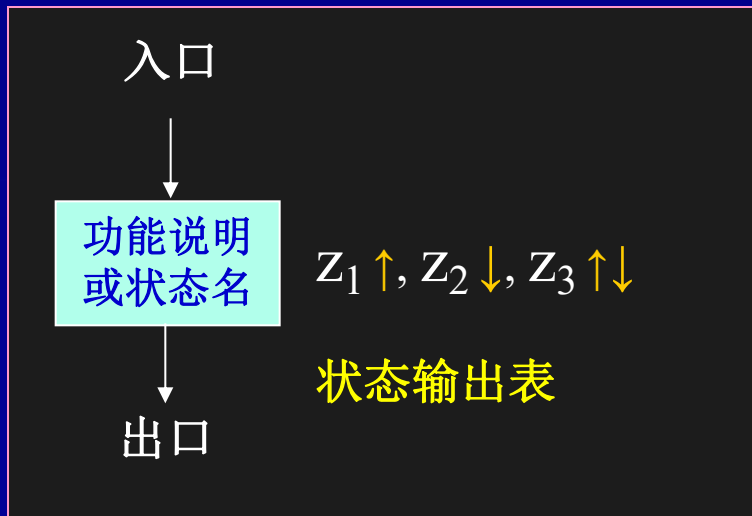 入口
功能说明
或状态名
z₁↑, z₂↓, z₃↑↓
状态输出表
出口